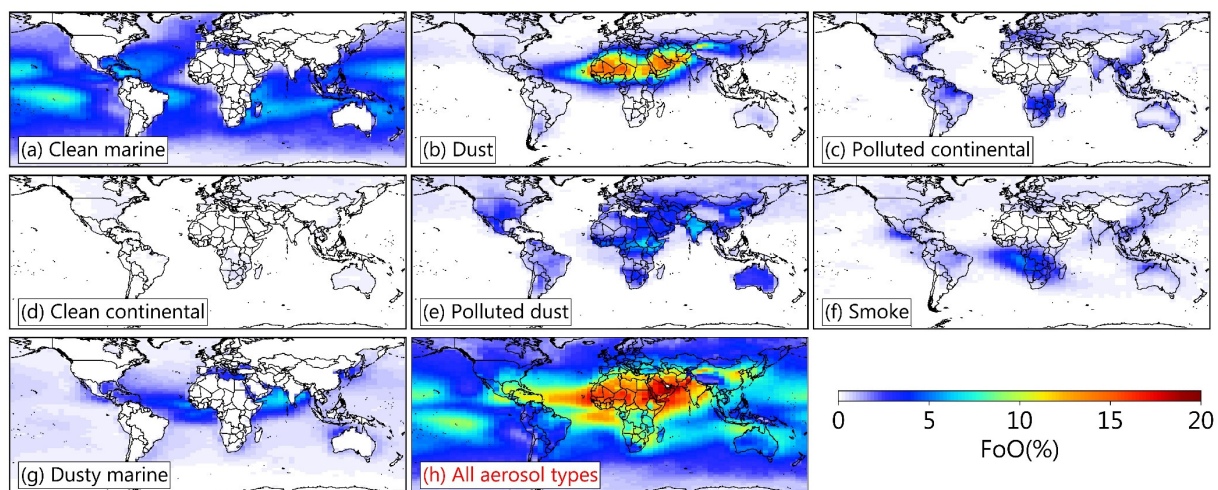 (a) Clean marine
(b) Dust
(c) Polluted continental
(d) Clean continental
(e) Polluted dust
(f) Smoke
(g) Dusty marine
(h) All aerosol types
0 5 10 15 20
FoO(%)